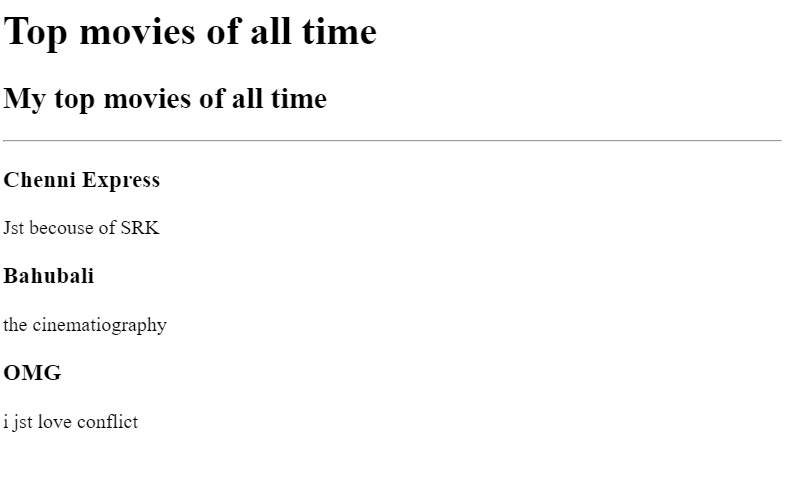 Top movies of all time
My top movies of all time
Chenni Express
Jst becouse of SRK
Bahubali
the cinematiography
OMG
i jst love conflict